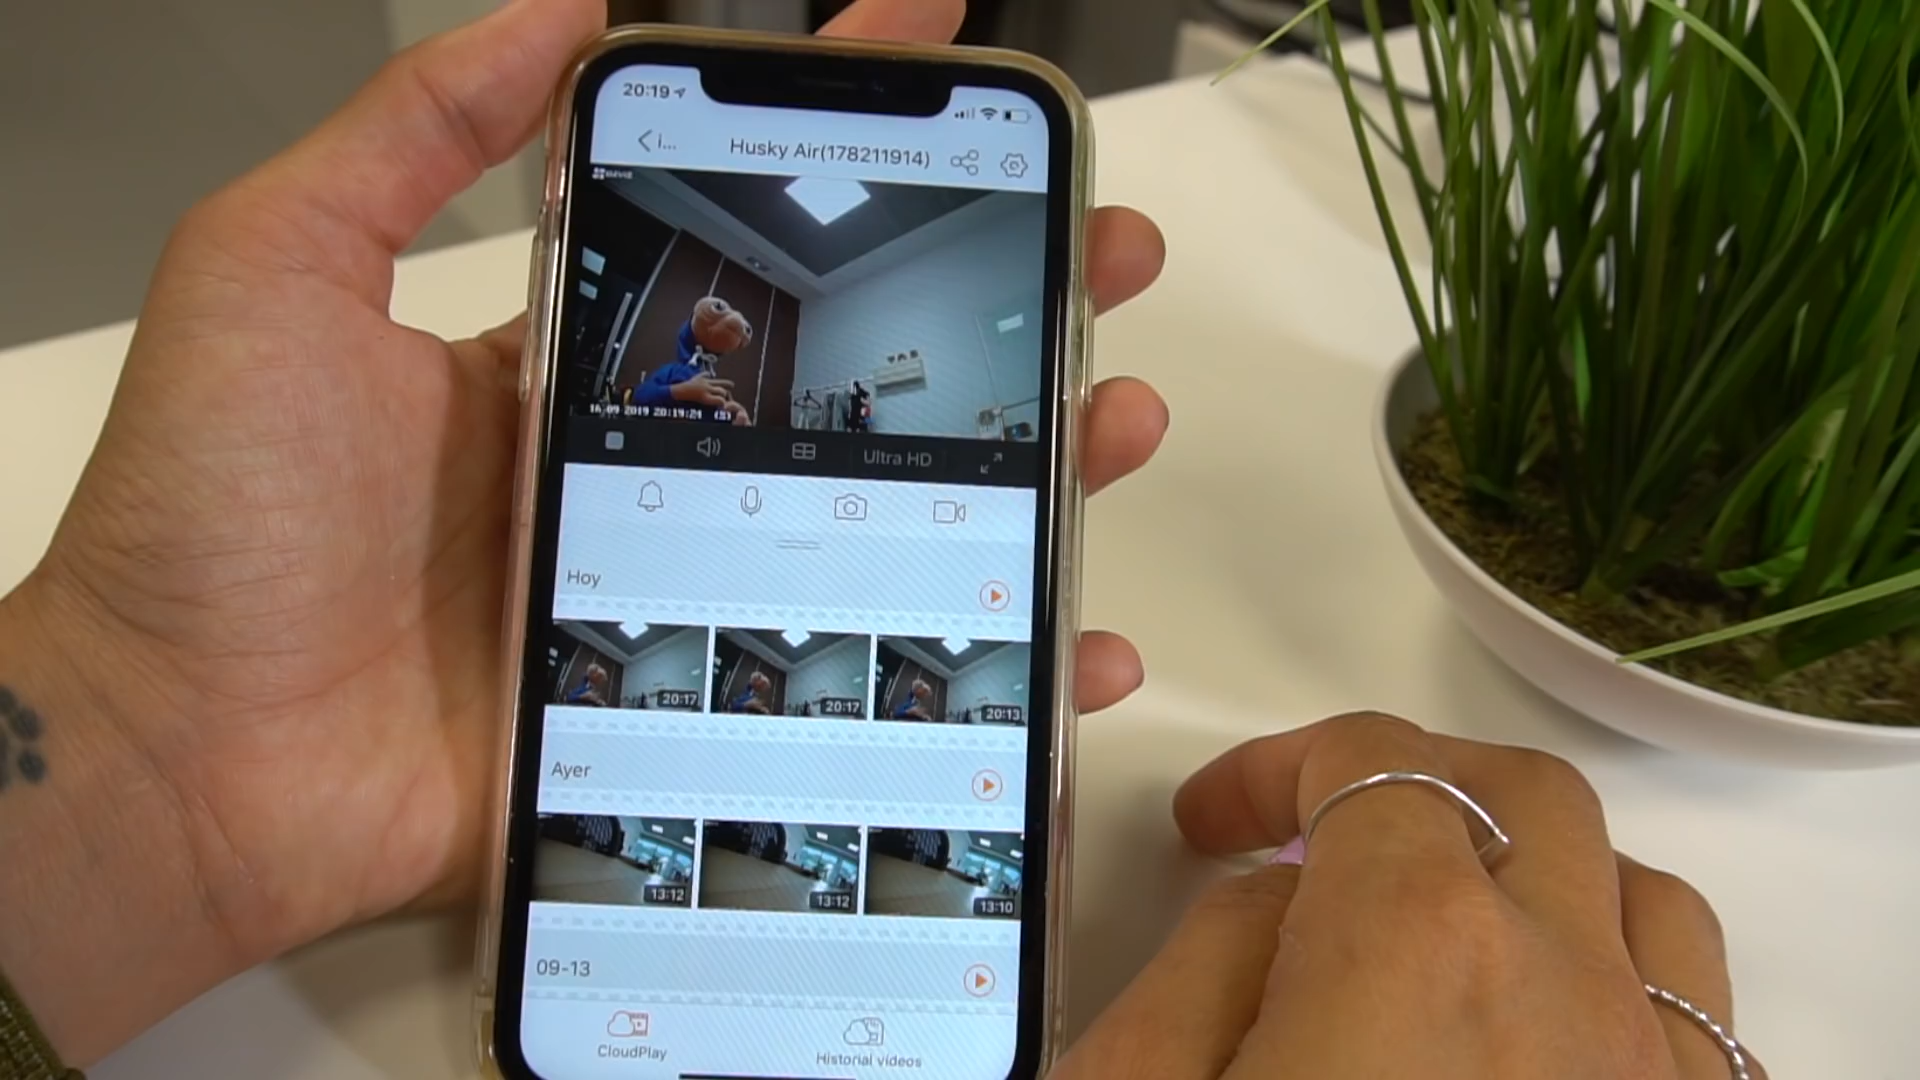 20:19
i...
Husky Air(178211914)
EZVIZ
16-09-2019 20:19:24 (S)
Ultra HD
Hoy
20:17
20:17
20:13
Ayer
13:12
13:12
13:10
09-13
CloudPlay
Historial vídeos